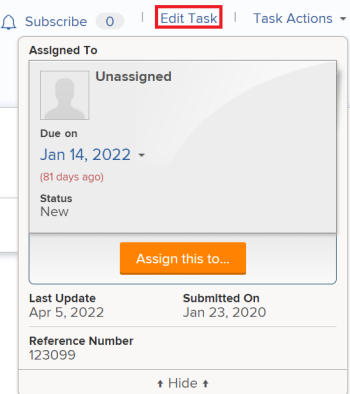 Subscribe 0 | Edit Task | Task Actions
Assigned To
Unassigned
Due on
Jan 14, 2022
(81 days ago)
Status
New
Assign this to...
Last Update Submitted On
Apr 5, 2022 Jan 23, 2020
Reference Number
123099
Hide